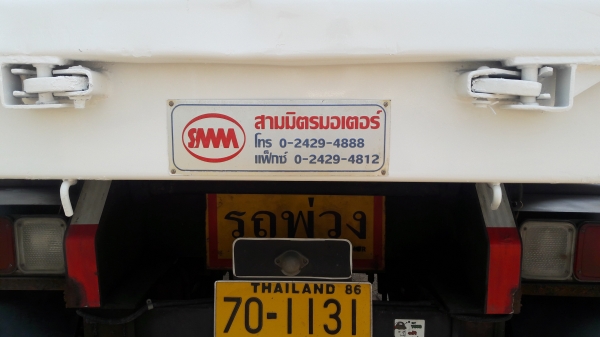 SMM สามมิตรมอเตอร์
โทร 0-2429-4888
แฟ็กซ์ 0-2429-4812
รถพ่วง
THAILAND 86
70-1131